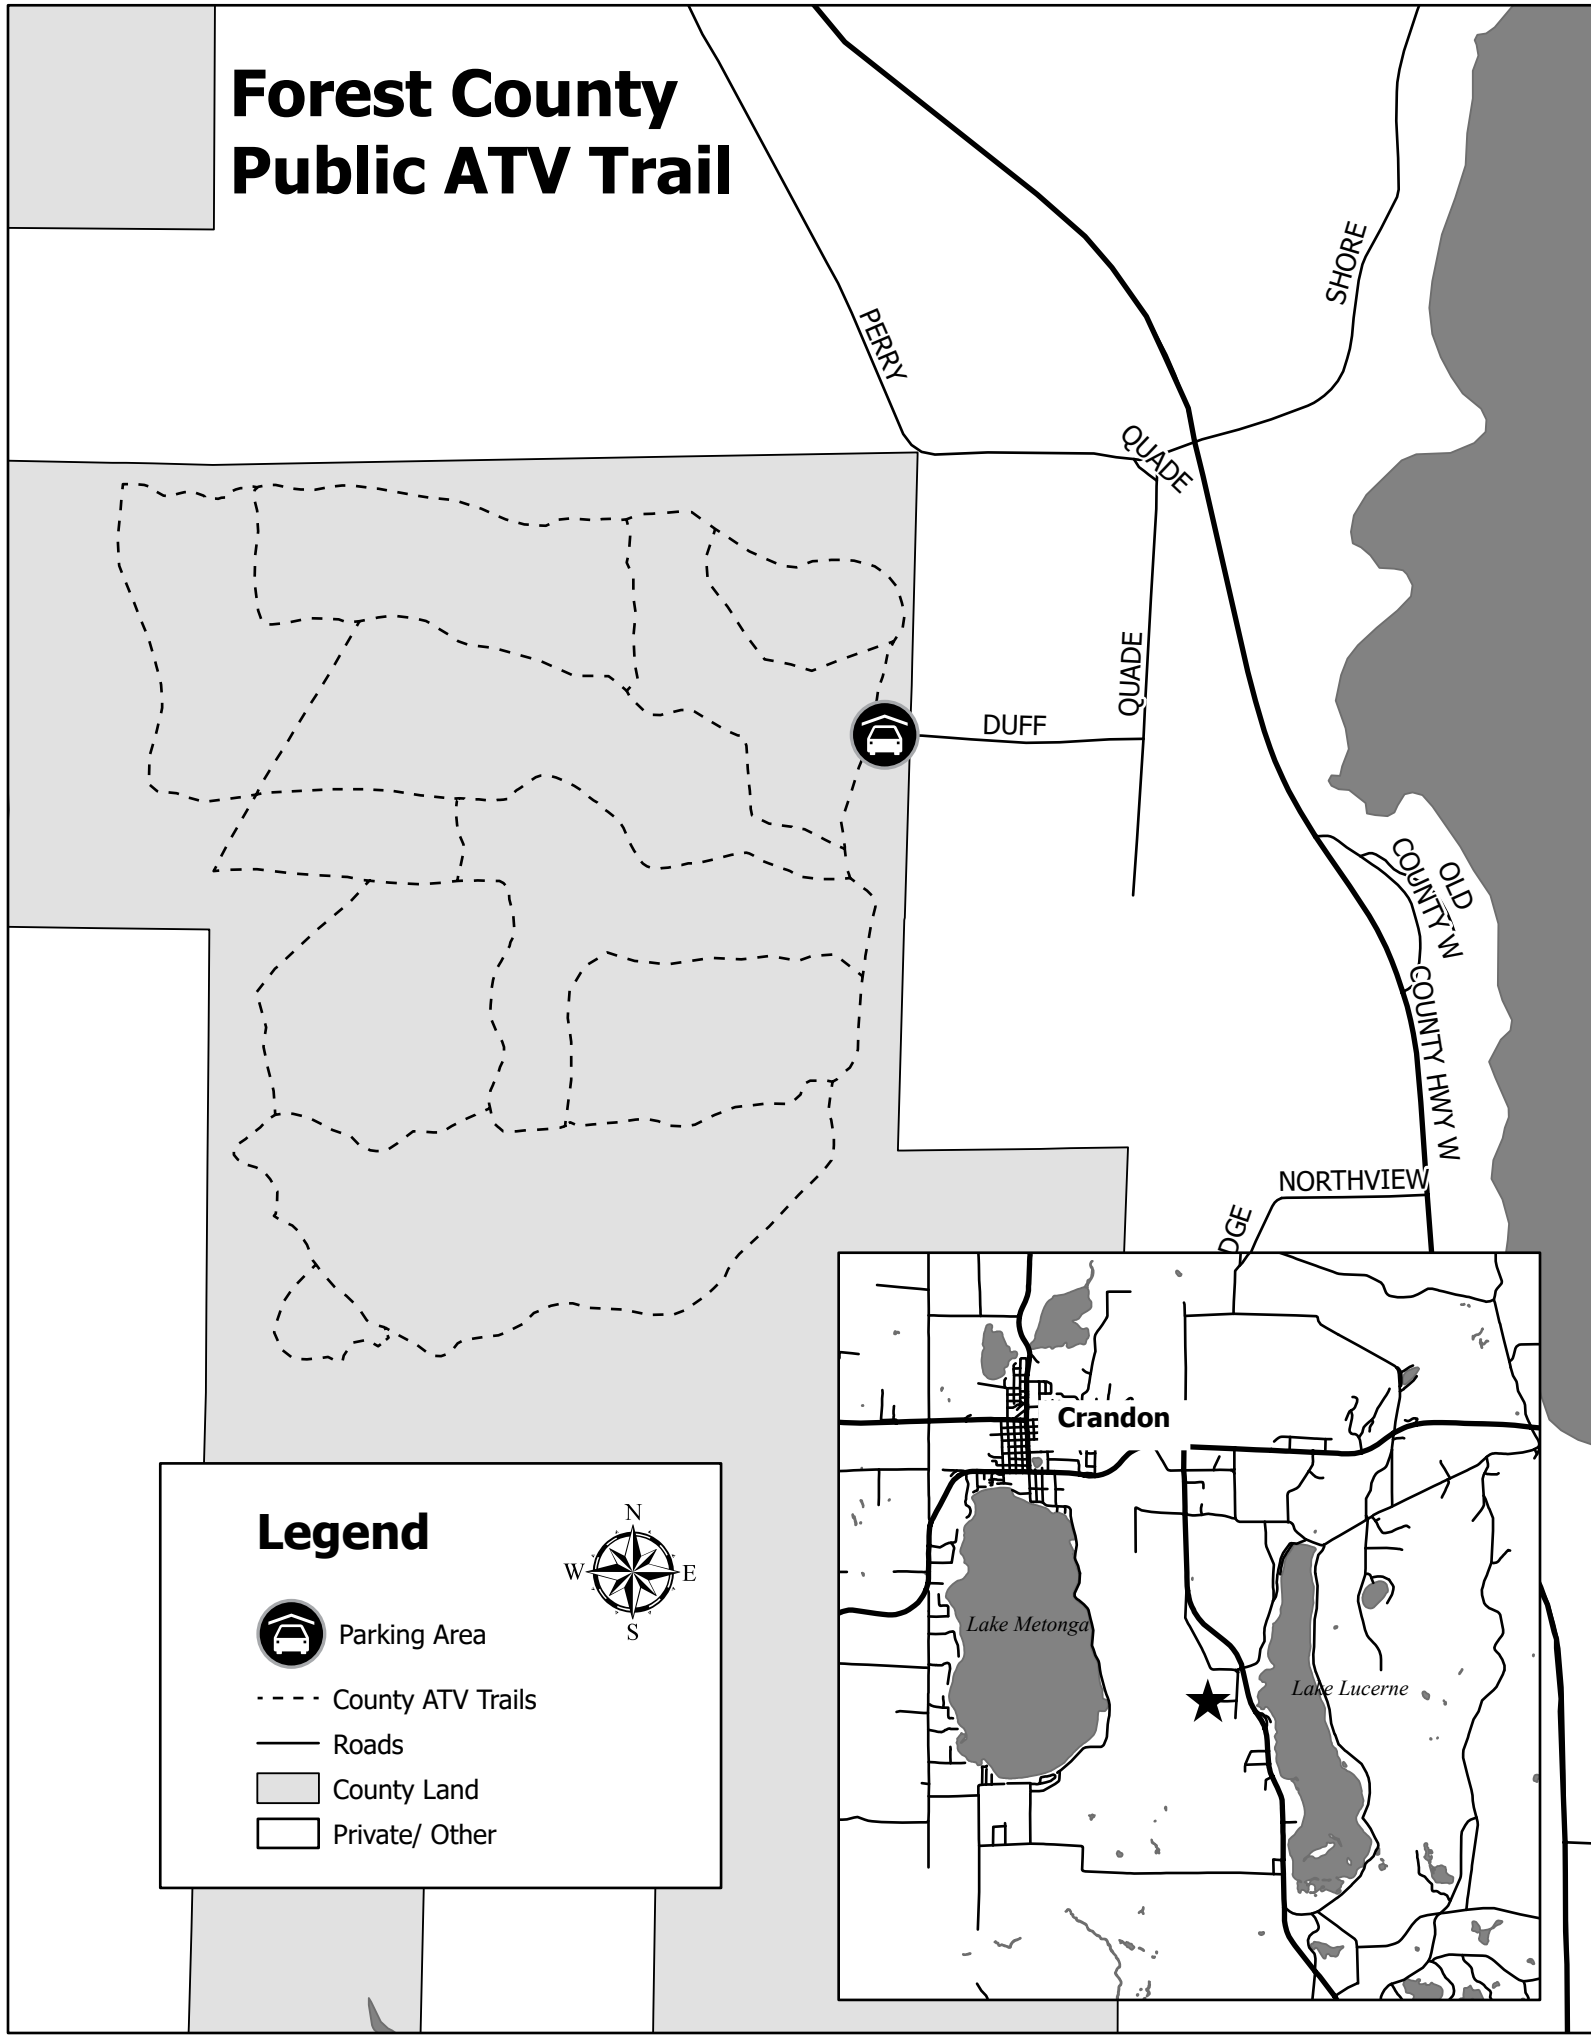 Forest County
Public ATV Trail
SHORE
PERRY
QUADE
QUADE
DUFF
OLD
COUNTY W
COUNTY HWY W
NORTHVIEW
DGE
Crandon
Lake Metonga
Lake Lucerne
Legend
N
W
E
S
Parking Area
County ATV Trails
Roads
County Land
Private/ Other